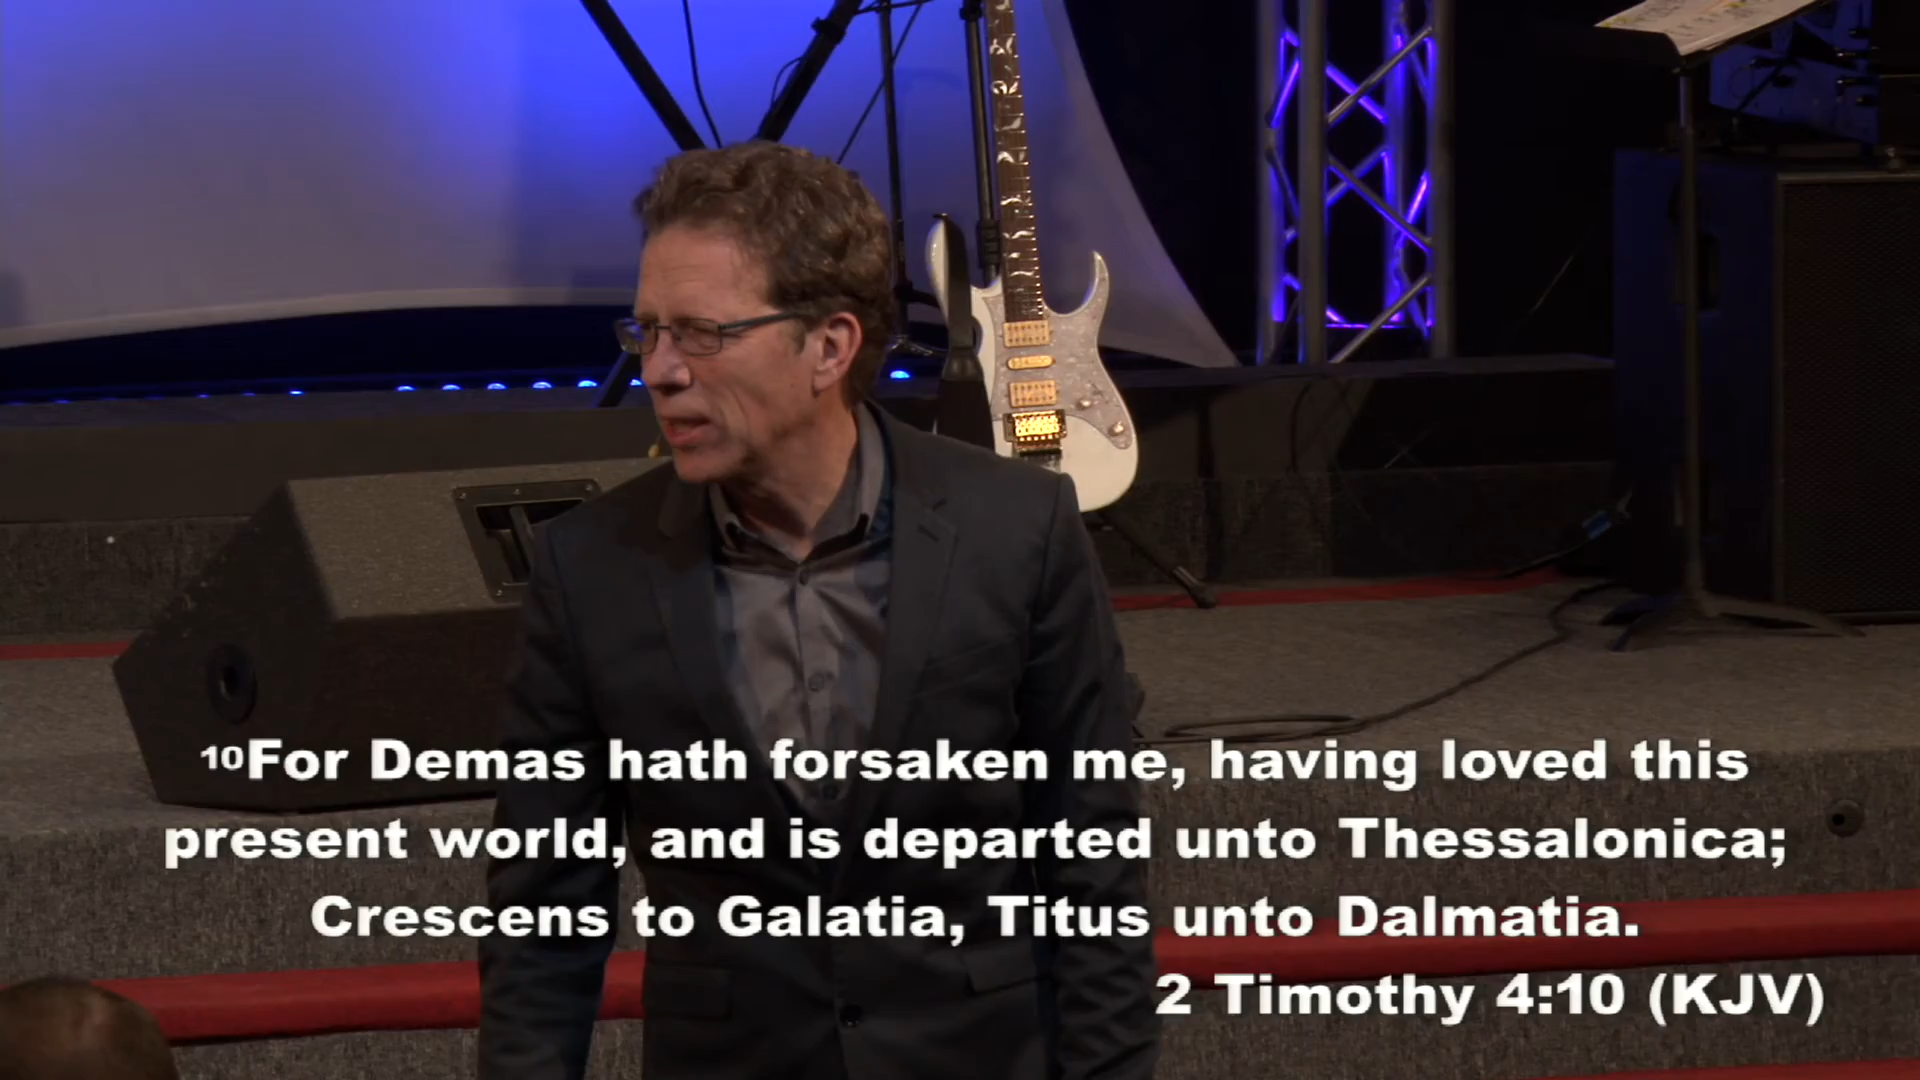 ¹⁰For Demas hath forsaken me, having loved this
present world, and is departed unto Thessalonica;
Crescens to Galatia, Titus unto Dalmatia.
2 Timothy 4:10 (KJV)